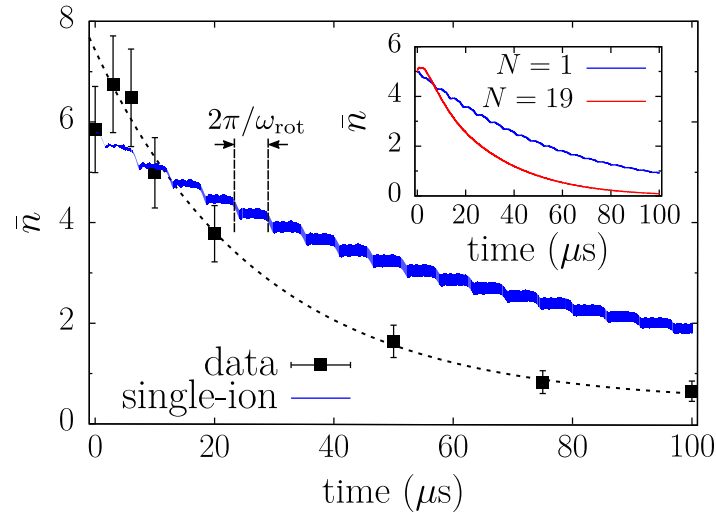 8
6
4
2
0
n̄
0 20 40 60 80 100
time (μs)
2π/ω_rot
data
single-ion
6
4
2
0
n̄
N = 1
N = 19
0 20 40 60 80 100
time (μs)